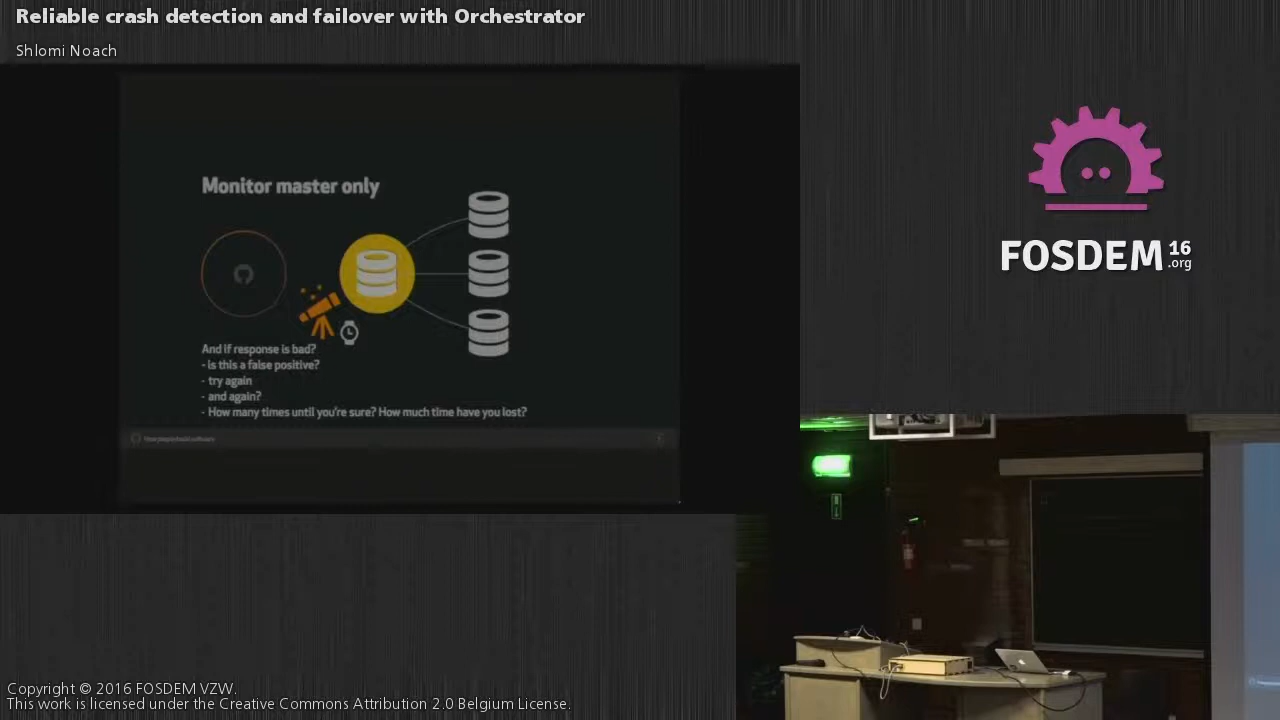 Reliable crash detection and failover with Orchestrator
Shlomi Noach
Monitor master only
And if response is bad?
- is this a false positive?
- try again
- and again?
- How many times until you're sure? How much time have you lost?
FOSDEM 16
.org
Copyright © 2016 FOSDEM VZW.
This work is licensed under the Creative Commons Attribution 2.0 Belgium License.